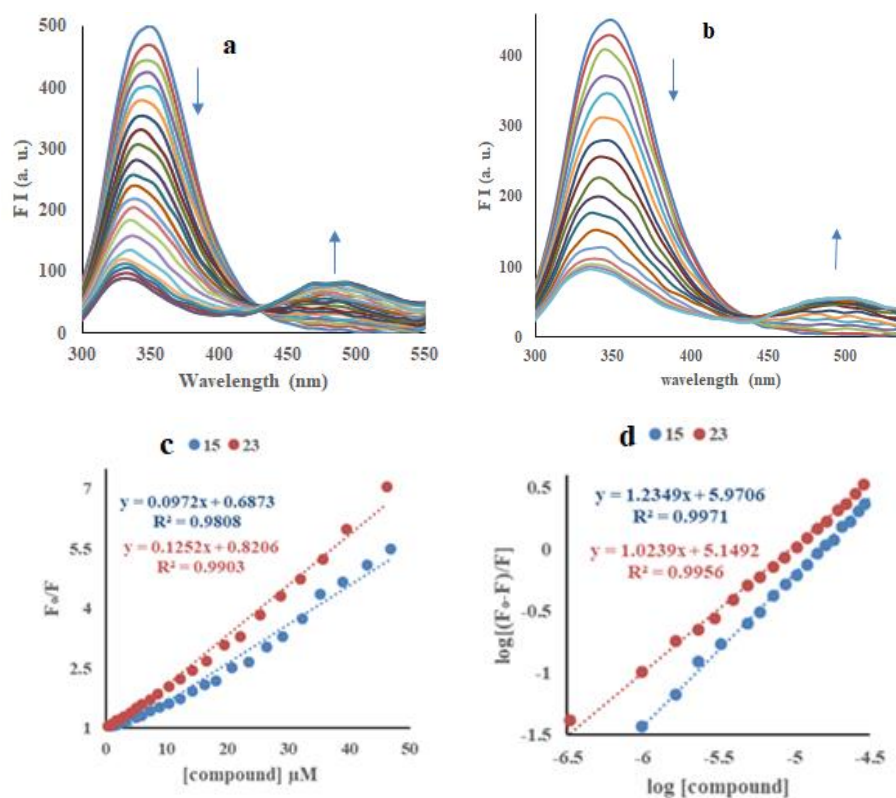 a
500
400
300
200
100
0
F I (a. u.)
300 350 400 450 500 550
Wavelength (nm)
b
400
300
200
100
0
F I (a. u.)
300 350 400 450 500
wavelength (nm)
c
15 23
7
5.5
4
2.5
1
F₀/F
y = 0.0972x + 0.6873
R² = 0.9808
y = 0.1252x + 0.8206
R² = 0.9903
0 10 20 30 40 50
[compound] µM
d
15 23
0.5
0
-0.5
-1
-1.5
log[(F₀-F)/F]
y = 1.2349x + 5.9706
R² = 0.9971
y = 1.0239x + 5.1492
R² = 0.9956
-6.5 -6 -5.5 -5 -4.5
log [compound]